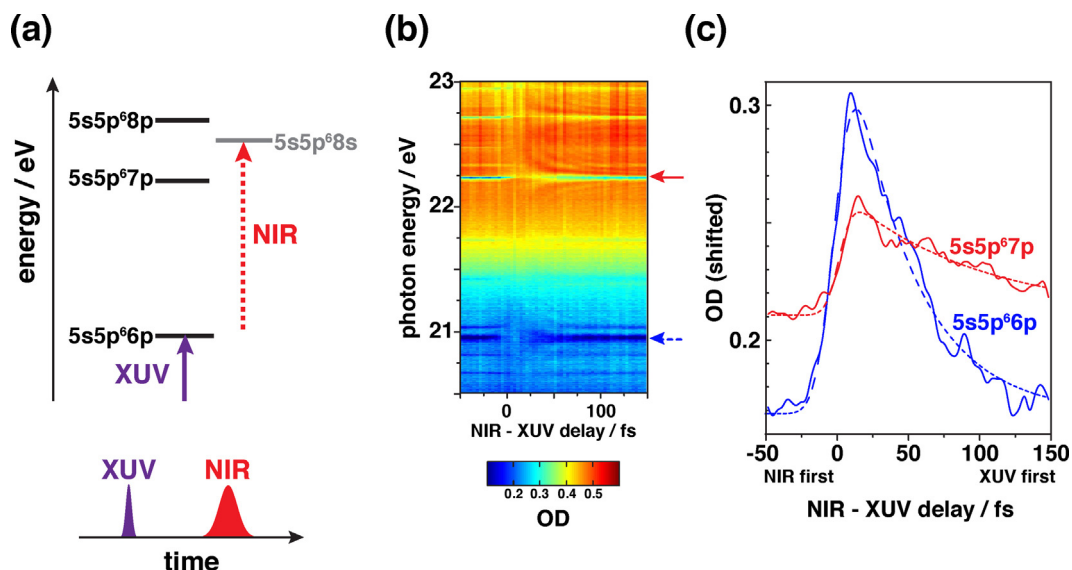 (a)
energy / eV
5s5p⁶8p
5s5p⁶8s
5s5p⁶7p
NIR
5s5p⁶6p
XUV
XUV
NIR
time
(b)
photon energy / eV
23
22
21
0
100
NIR - XUV delay / fs
0.2
0.3
0.4
0.5
OD
(c)
OD (shifted)
0.3
0.2
5s5p⁶7p
5s5p⁶6p
-50
0
50
100
150
NIR first
XUV first
NIR - XUV delay / fs